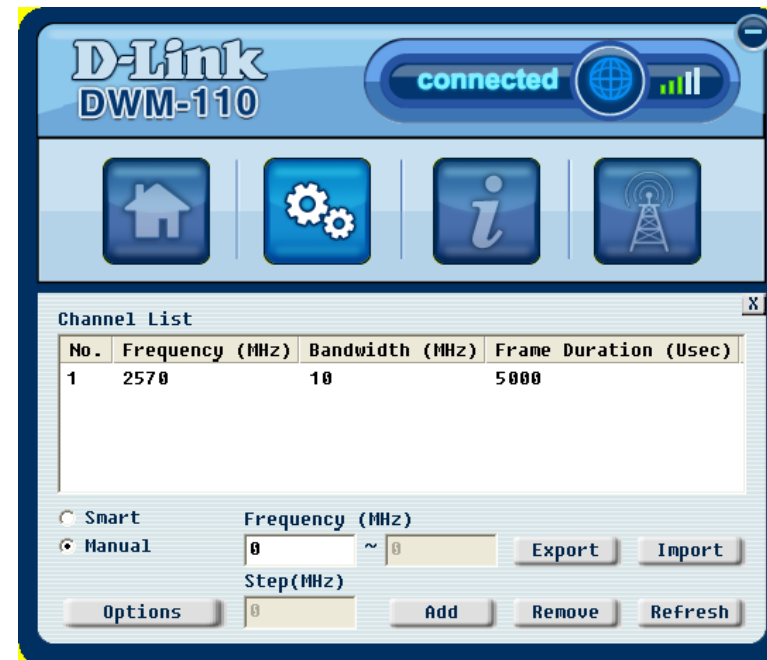 D-Link
DWM-110
connected
i
X
Channel List
No. Frequency (MHz) Bandwidth (MHz) Frame Duration (Usec)
1 2570 10 5000
Smart
Frequency (MHz)
Manual 0 ~ 0 Export Import
Step(MHz)
Options 0 Add Remove Refresh